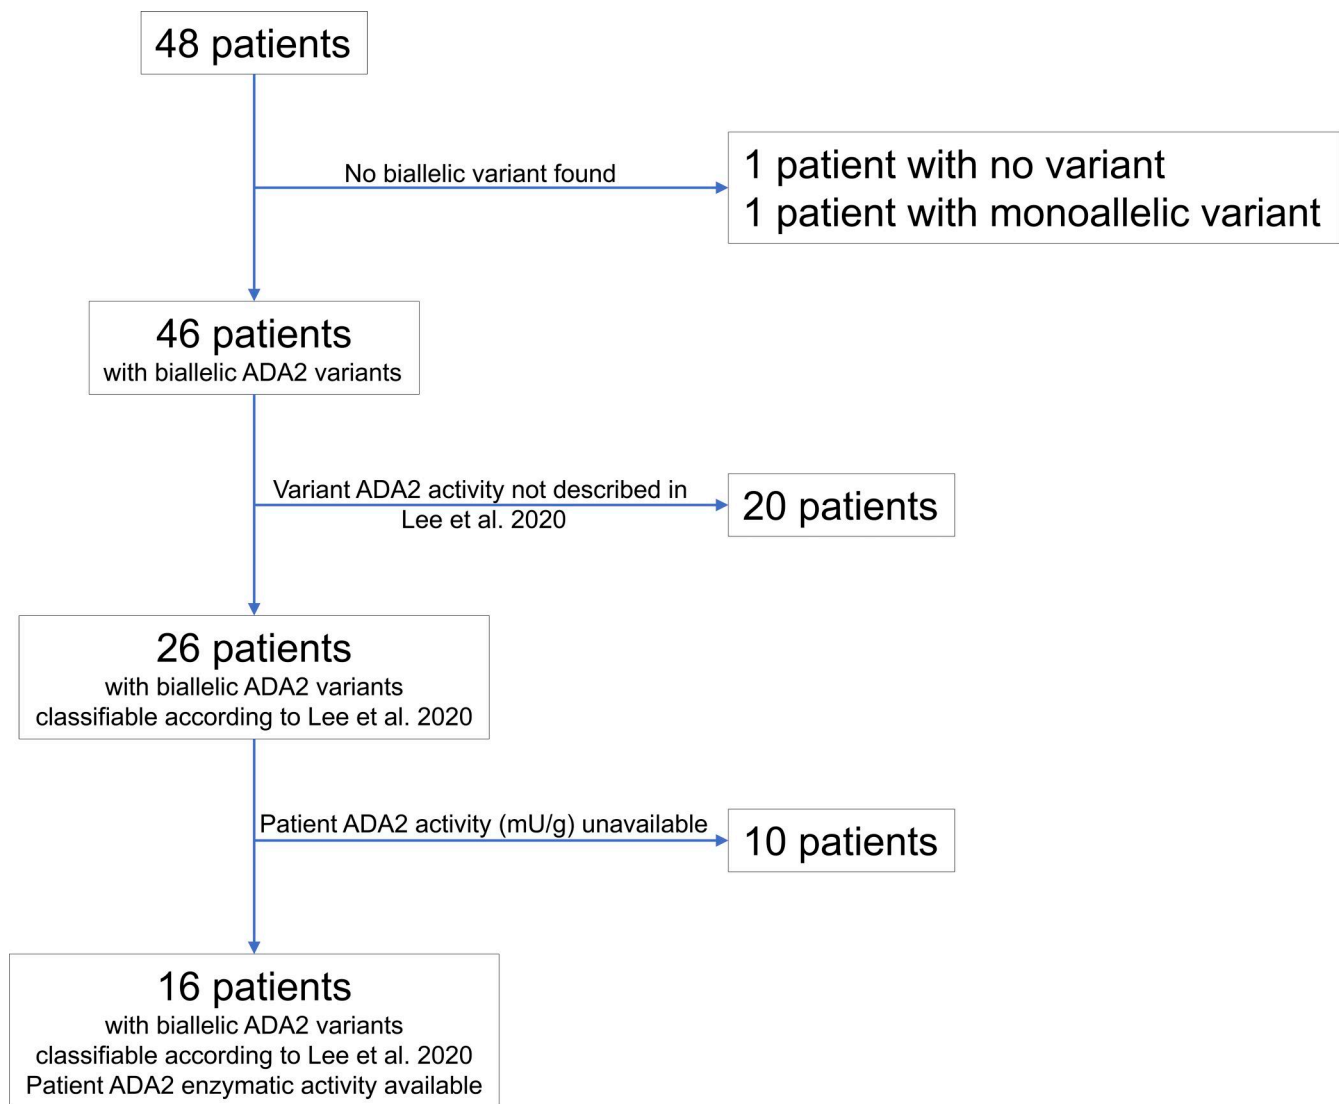 48 patients
No biallelic variant found
1 patient with no variant
1 patient with monoallelic variant
46 patients
with biallelic ADA2 variants
Variant ADA2 activity not described in
Lee et al. 2020
20 patients
26 patients
with biallelic ADA2 variants
classifiable according to Lee et al. 2020
Patient ADA2 activity (mU/g) unavailable
10 patients
16 patients
with biallelic ADA2 variants
classifiable according to Lee et al. 2020
Patient ADA2 enzymatic activity available